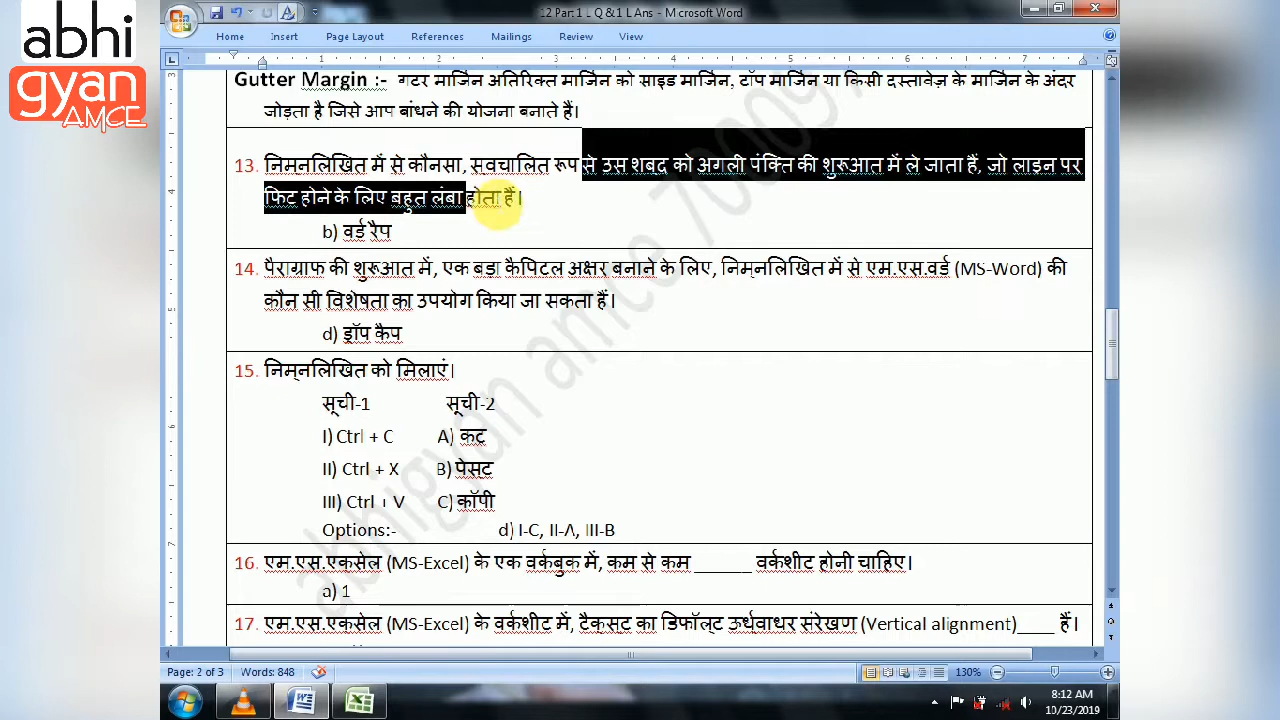 abhi
gyan
AMCE
12 Part 1 L Q & 1 L Ans - Microsoft Word
Home Insert Page Layout References Mailings Review View
Gutter Margin :- गटर मार्जिन अतिरिक्त मार्जिन को साइड मार्जिन, टॉप मार्जिन या किसी दस्तावेज़ के मार्जिन के अंदर
जोड़ता है जिसे आप बांधने की योजना बनाते हैं।
13. निम्नलिखित में से कौनसा, सवचालित रूप से उस शब्द को अगली पंक्ति की शुरूआत में ले जाता हैं, जो लाइन पर
फिट होने के लिए बहुत लंबा होता हैं।
b) वर्ड रैप
14. पैराग्राफ की शुरूआत में, एक बडा कैपिटल अक्षर बनाने के लिए, निम्नलिखित में से एम.एस.वर्ड (MS-Word) की
कौन सी विशेषता का उपयोग किया जा सकता हैं।
d) ड्रॉप कैप
15. निम्नलिखित को मिलाएं।
सूची-1 सूची-2
I) Ctrl + C A) कट
II) Ctrl + X B) पेस्ट
III) Ctrl + V C) कॉपी
Options:- d) I-C, II-A, III-B
16. एम.एस.एक्सेल (MS-Excel) के एक वर्कबुक में, कम से कम ______ वर्कशीट होनी चाहिए।
a) 1
17. एम.एस.एक्सेल (MS-Excel) के वर्कशीट में, टैक्स्ट का डिफॉल्ट ऊर्ध्वाधर संरेखण (Vertical alignment)____ हैं।
Page: 2 of 3 Words: 848 130%
8:12 AM
10/23/2019